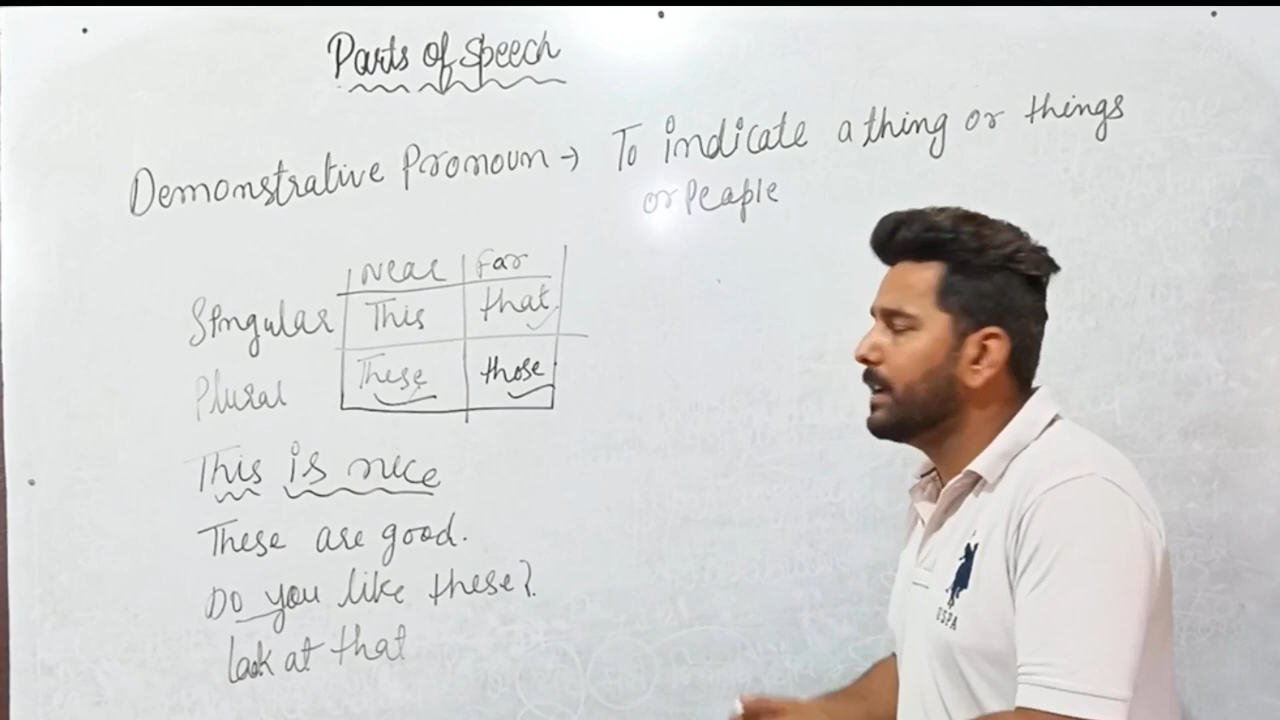 Parts of speech
Demonstrative Pronoun → To indicate a thing or things
or People
Near Far
Singular This that
Plural These those
This is nice
These are good.
Do you like these?
look at that
USPA